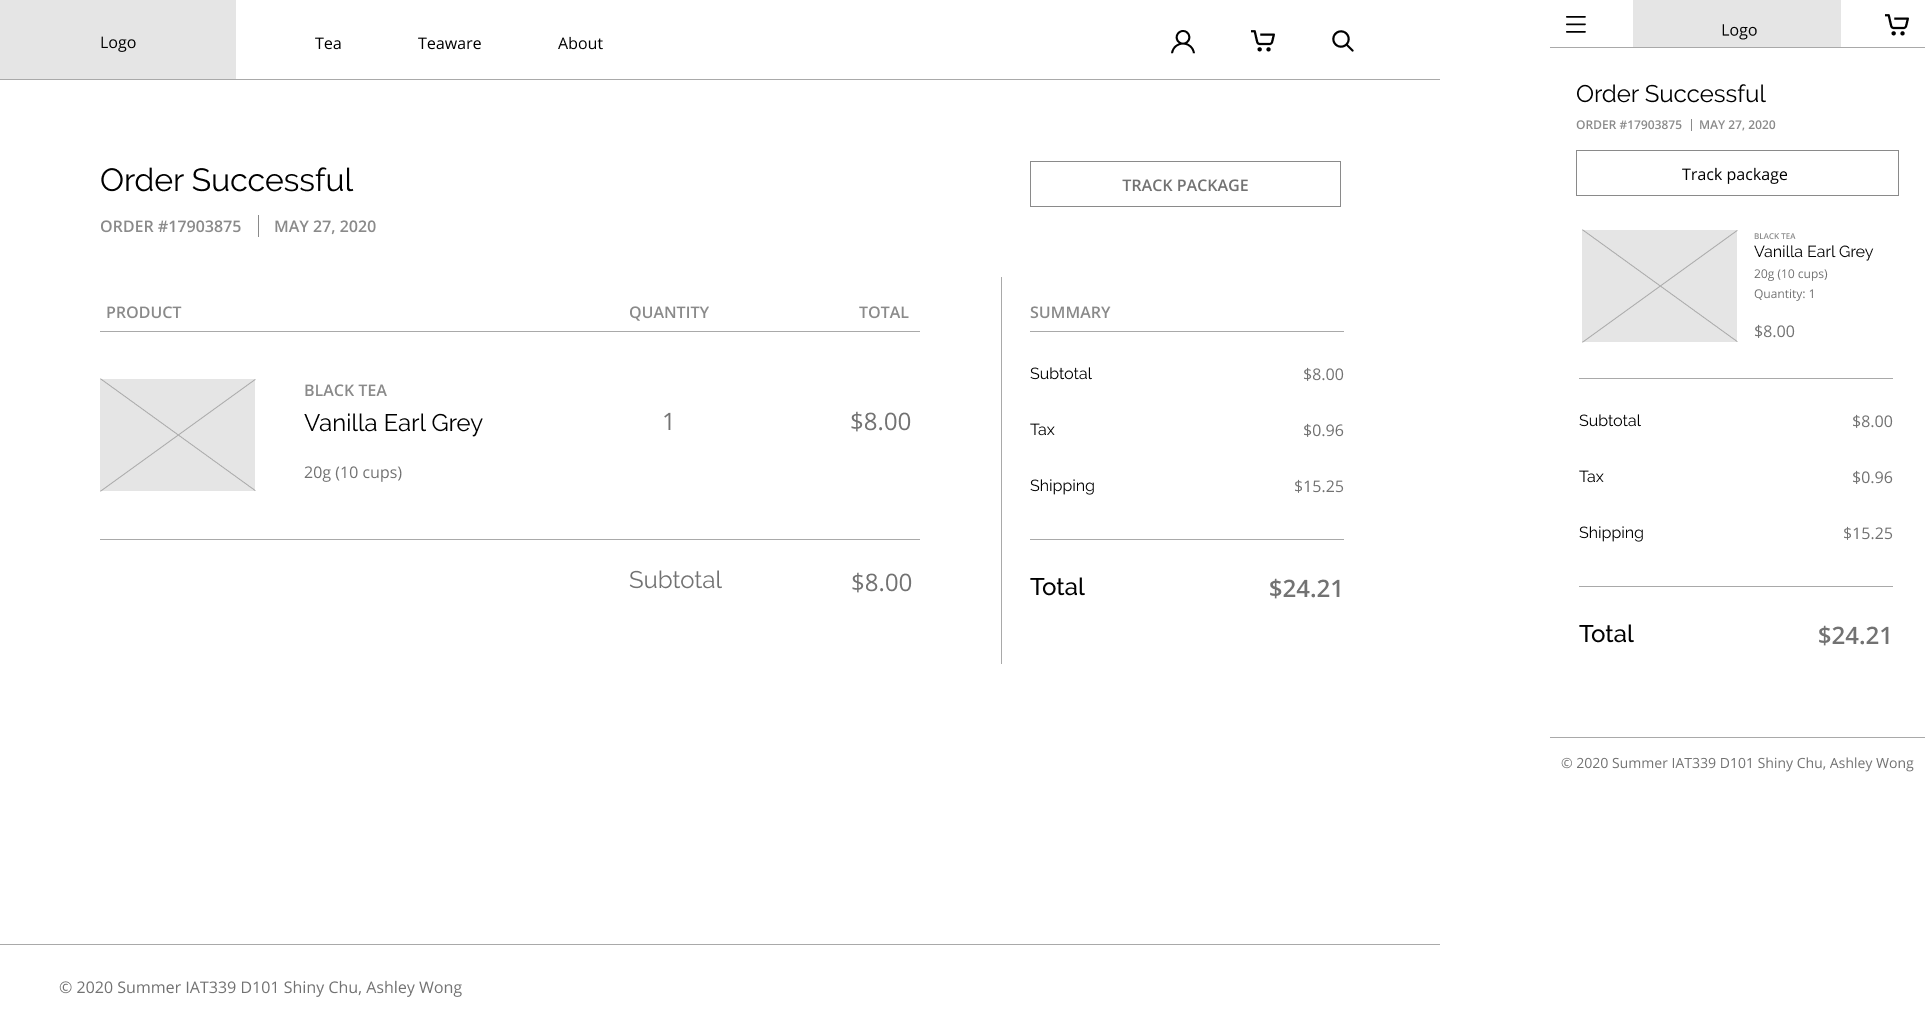 Logo
Tea
Teaware
About
Order Successful
ORDER #17903875 | MAY 27, 2020
TRACK PACKAGE
PRODUCT QUANTITY TOTAL
BLACK TEA
Vanilla Earl Grey 1 $8.00
20g (10 cups)
Subtotal $8.00
SUMMARY
Subtotal $8.00
Tax $0.96
Shipping $15.25
Total $24.21
© 2020 Summer IAT339 D101 Shiny Chu, Ashley Wong
Logo
Order Successful
ORDER #17903875 | MAY 27, 2020
Track package
BLACK TEA
Vanilla Earl Grey
20g (10 cups)
Quantity: 1
$8.00
Subtotal $8.00
Tax $0.96
Shipping $15.25
Total $24.21
© 2020 Summer IAT339 D101 Shiny Chu, Ashley Wong